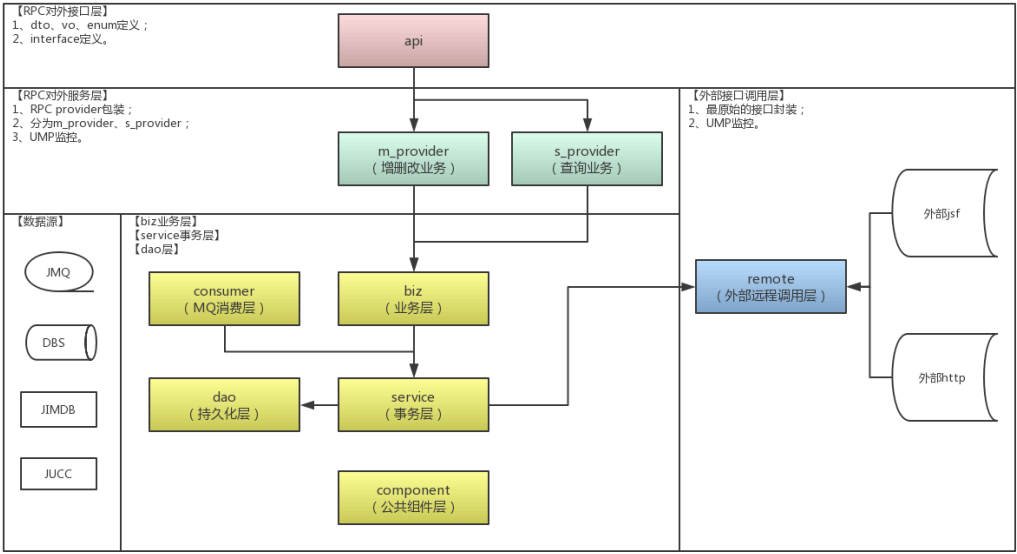 【RPC对外接口层】
1、dto、vo、enum定义；
2、interface定义。
api
【RPC对外服务层】
1、RPC provider包装；
2、分为m_provider、s_provider；
3、UMP监控。
m_provider
（增删改业务）
s_provider
（查询业务）
【外部接口调用层】
1、最原始的接口封装；
2、UMP监控。
外部jsf
remote
（外部远程调用层）
外部http
【数据源】
JMQ
DBS
JIMDB
JUCC
【biz业务层】
【service事务层】
【dao层】
consumer
（MQ消费层）
biz
（业务层）
dao
（持久化层）
service
（事务层）
component
（公共组件层）